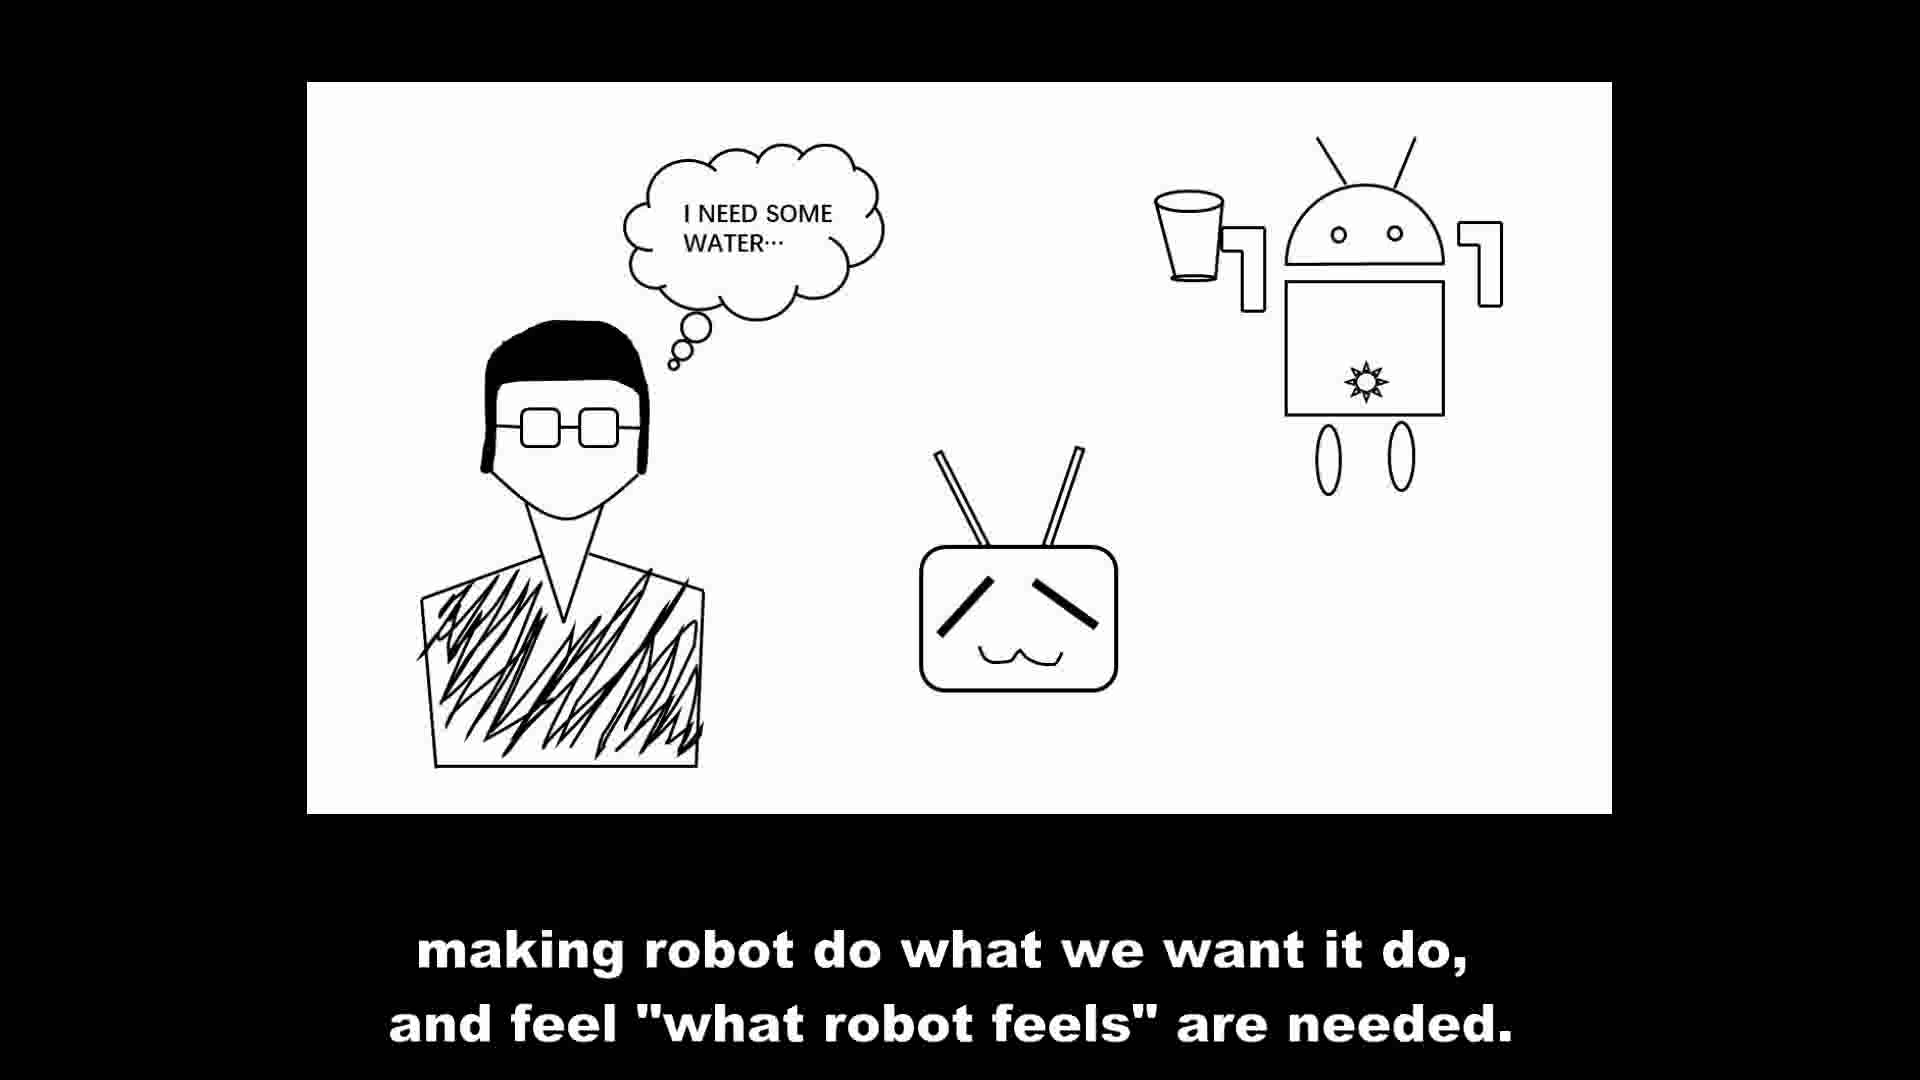 I NEED SOME
WATER···
making robot do what we want it do,
and feel "what robot feels" are needed.